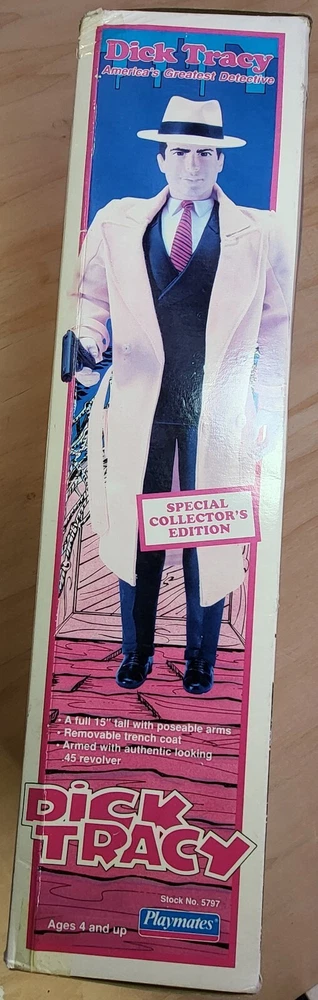 Dick Tracy
America's Greatest Detective
SPECIAL
COLLECTOR'S
EDITION
• A full 15" tall with poseable arms
• Removable trench coat
• Armed with authentic looking
.45 revolver
DICK
TRACY
Stock No. 5797
Ages 4 and up
Playmates®